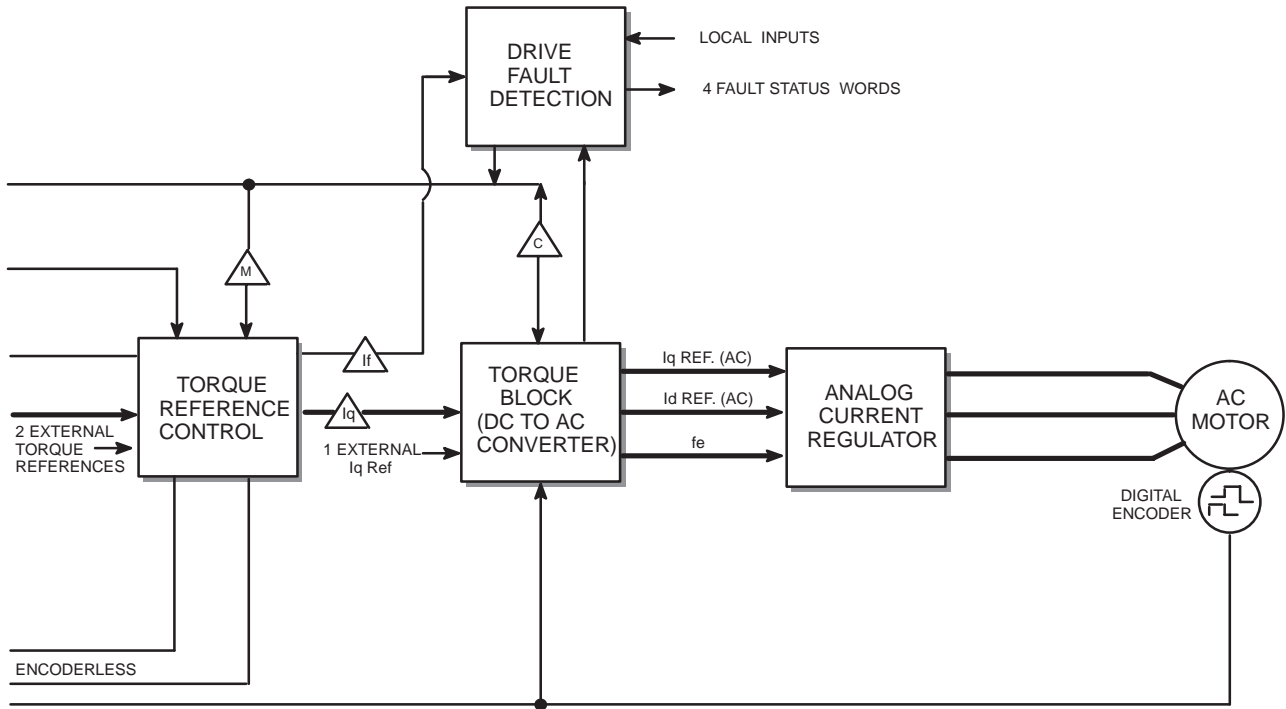 LOCAL INPUTS
DRIVE
FAULT
DETECTION
4 FAULT STATUS WORDS
M
C
If
Iq
TORQUE
REFERENCE
CONTROL
2 EXTERNAL
TORQUE
REFERENCES
1 EXTERNAL
Iq Ref
TORQUE
BLOCK
(DC TO AC
CONVERTER)
Iq REF. (AC)
Id REF. (AC)
fe
ANALOG
CURRENT
REGULATOR
AC
MOTOR
DIGITAL
ENCODER
ENCODERLESS